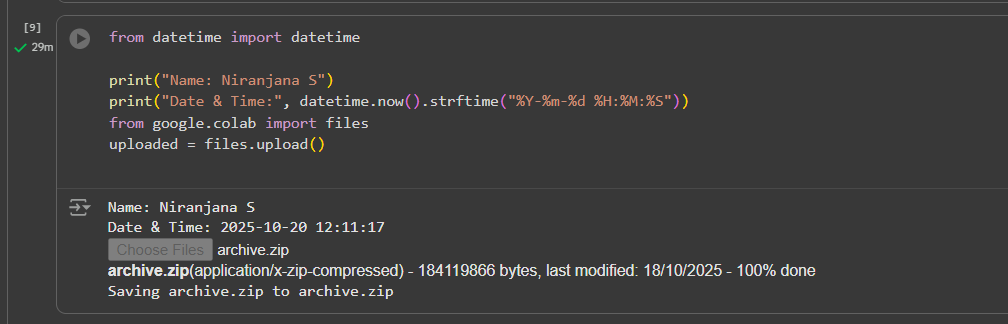 [9]
29m
from datetime import datetime
print("Name: Niranjana S")
print("Date & Time:", datetime.now().strftime("%Y-%m-%d %H:%M:%S"))
from google.colab import files
uploaded = files.upload()
Name: Niranjana S
Date & Time: 2025-10-20 12:11:17
Choose Files archive.zip
archive.zip(application/x-zip-compressed) - 184119866 bytes, last modified: 18/10/2025 - 100% done
Saving archive.zip to archive.zip